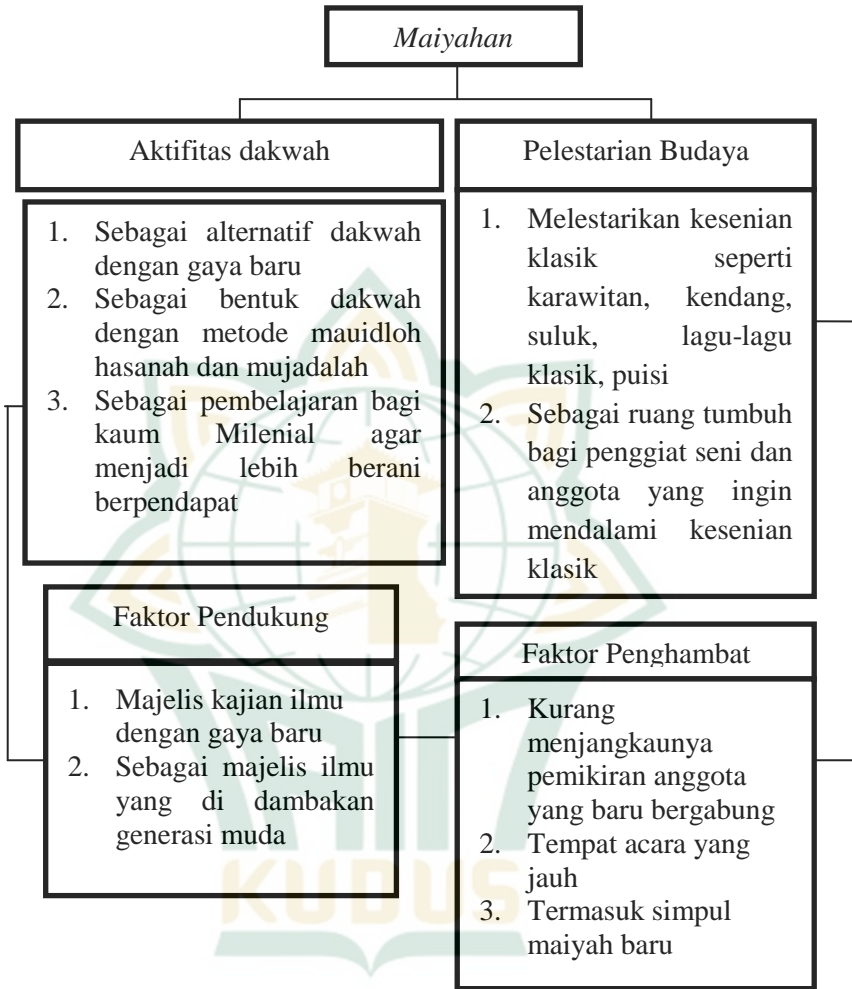 Maiyahan
Aktifitas dakwah
1. Sebagai alternatif dakwah
dengan gaya baru
2. Sebagai bentuk dakwah
dengan metode mauidloh
hasanah dan mujadalah
3. Sebagai pembelajaran bagi
kaum Milenial agar
menjadi lebih berani
berpendapat
Pelestarian Budaya
1. Melestarikan kesenian
klasik seperti
karawitan, kendang,
suluk, lagu-lagu
klasik, puisi
2. Sebagai ruang tumbuh
bagi penggiat seni dan
anggota yang ingin
mendalami kesenian
klasik
Faktor Pendukung
1. Majelis kajian ilmu
dengan gaya baru
2. Sebagai majelis ilmu
yang di dambakan
generasi muda
Faktor Penghambat
1. Kurang
menjangkaunya
pemikiran anggota
yang baru bergabung
2. Tempat acara yang
jauh
3. Termasuk simpul
maiyah baru
KUDUS